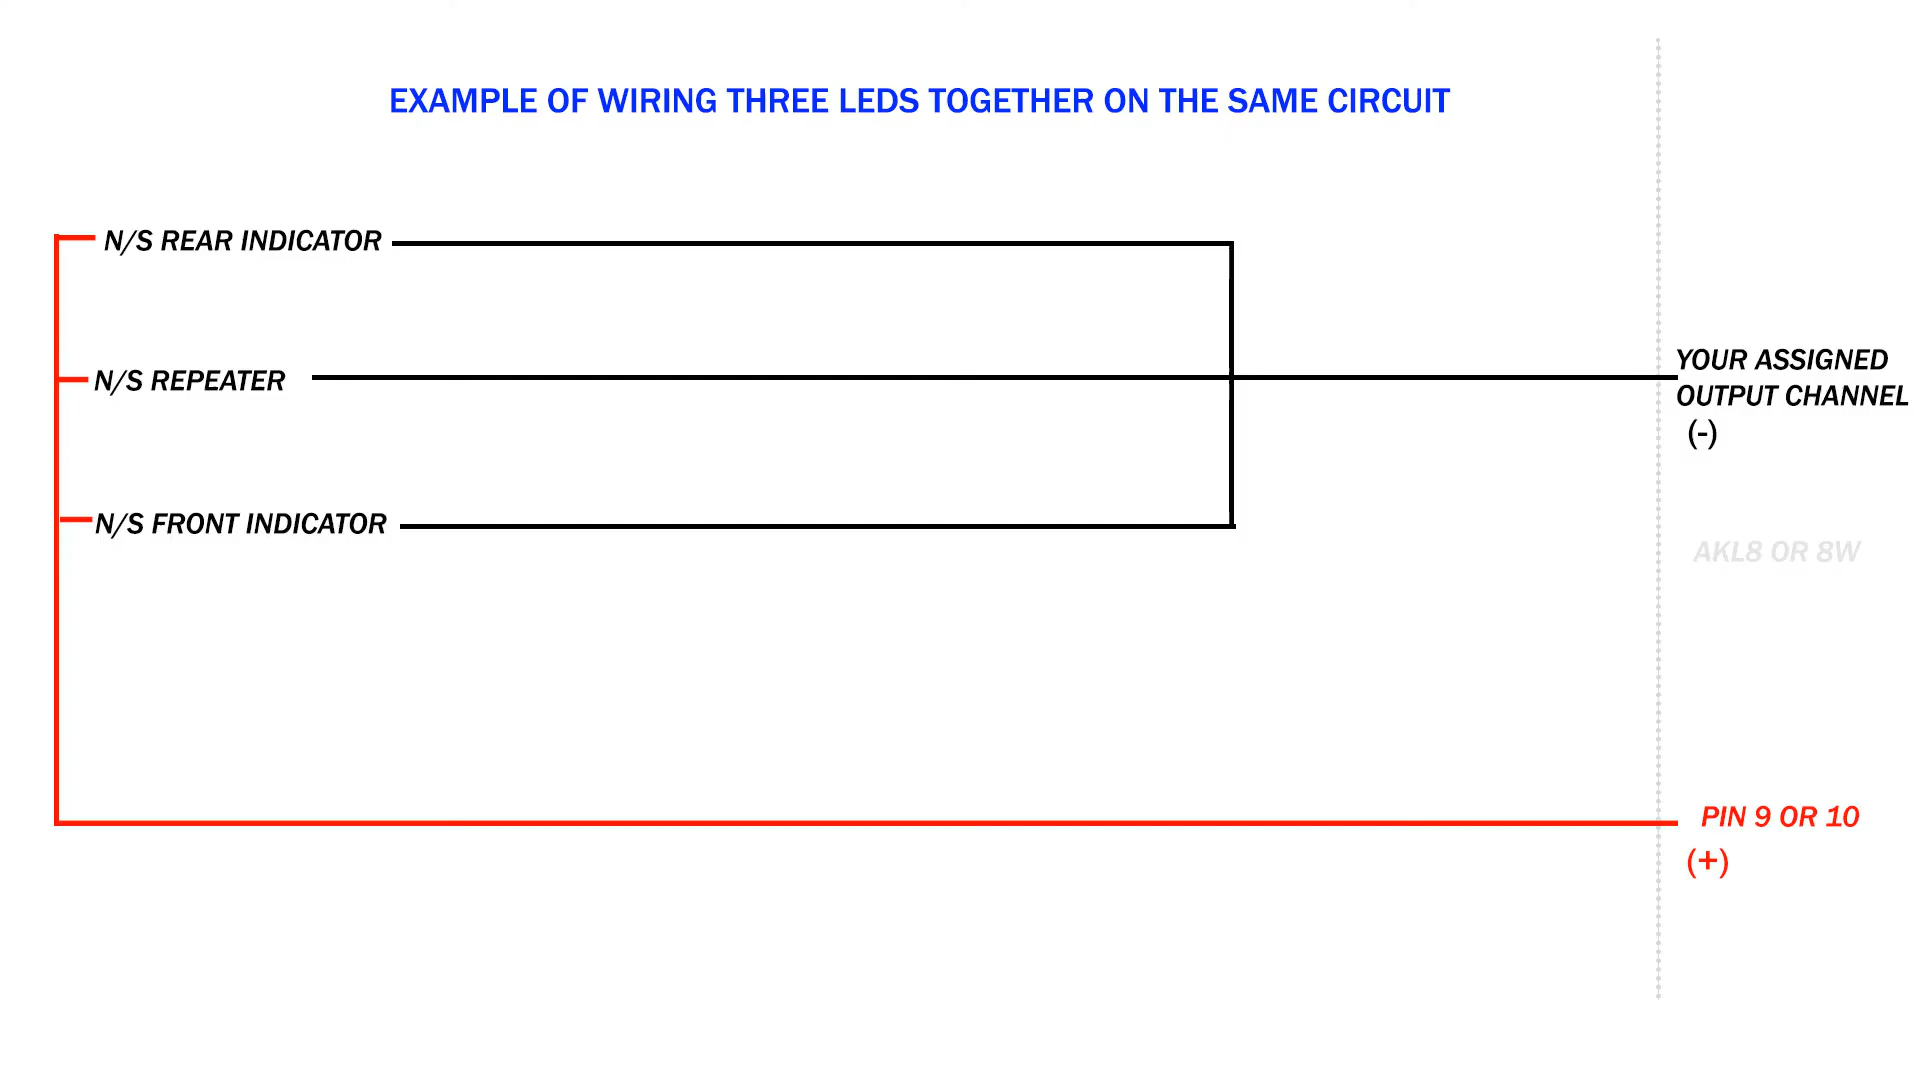 EXAMPLE OF WIRING THREE LEDS TOGETHER ON THE SAME CIRCUIT
N/S REAR INDICATOR
N/S REPEATER
YOUR ASSIGNED
OUTPUT CHANNEL
(-)
N/S FRONT INDICATOR
AKL8 OR 8W
PIN 9 OR 10
(+)